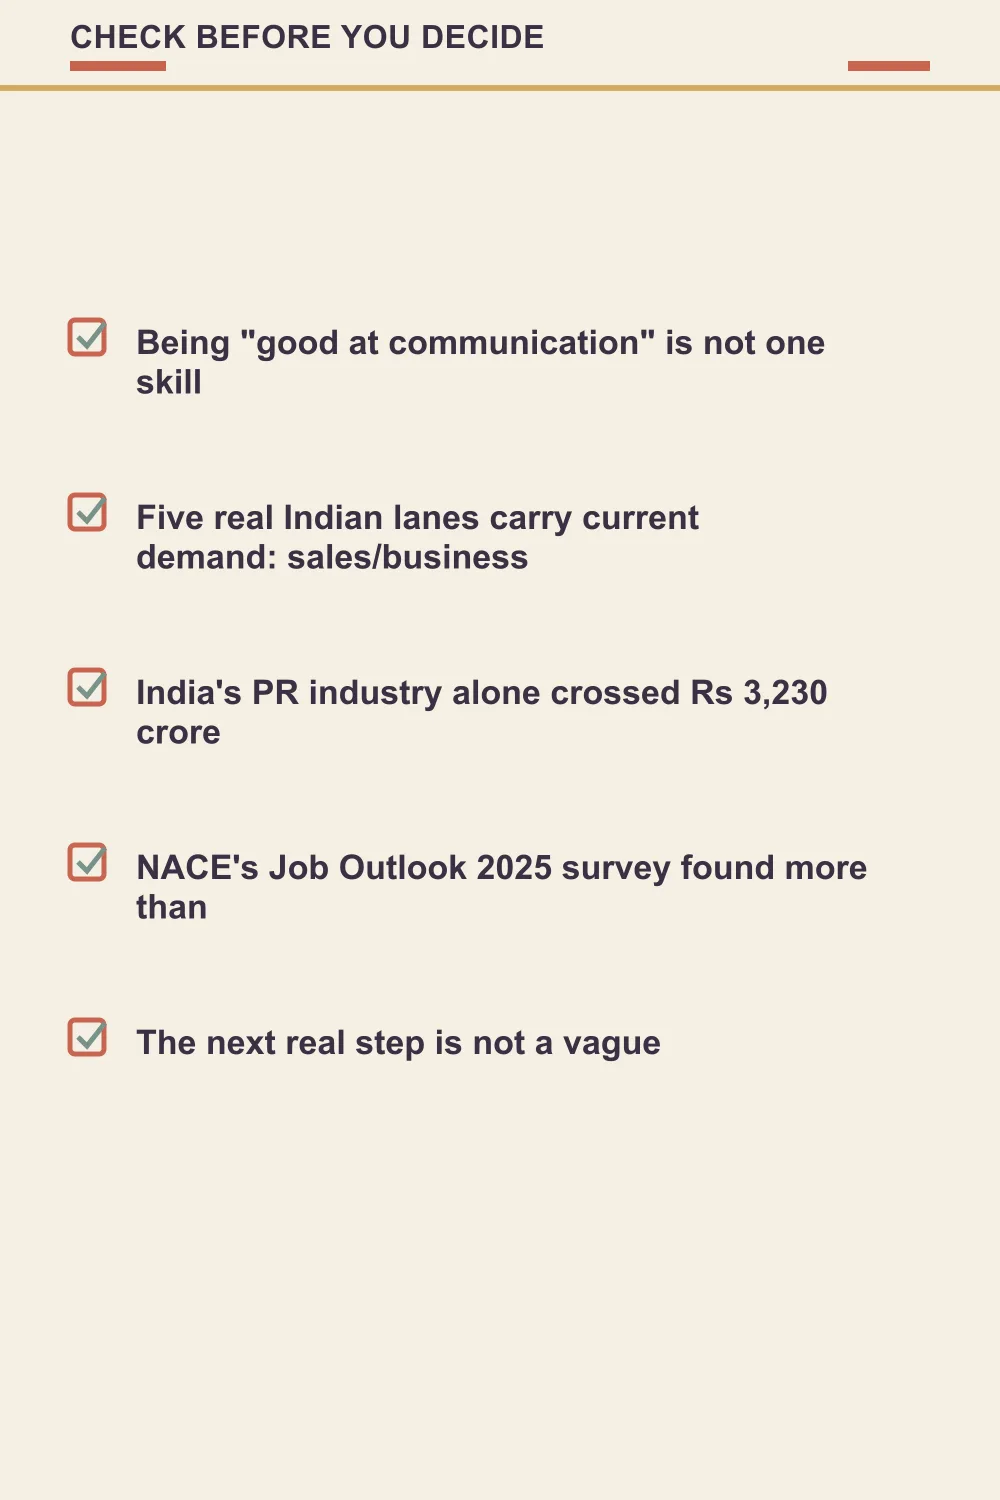 CHECK BEFORE YOU DECIDE
Being "good at communication" is not one
skill
Five real Indian lanes carry current
demand: sales/business
India's PR industry alone crossed Rs 3,230
crore
NACE's Job Outlook 2025 survey found more
than
The next real step is not a vague